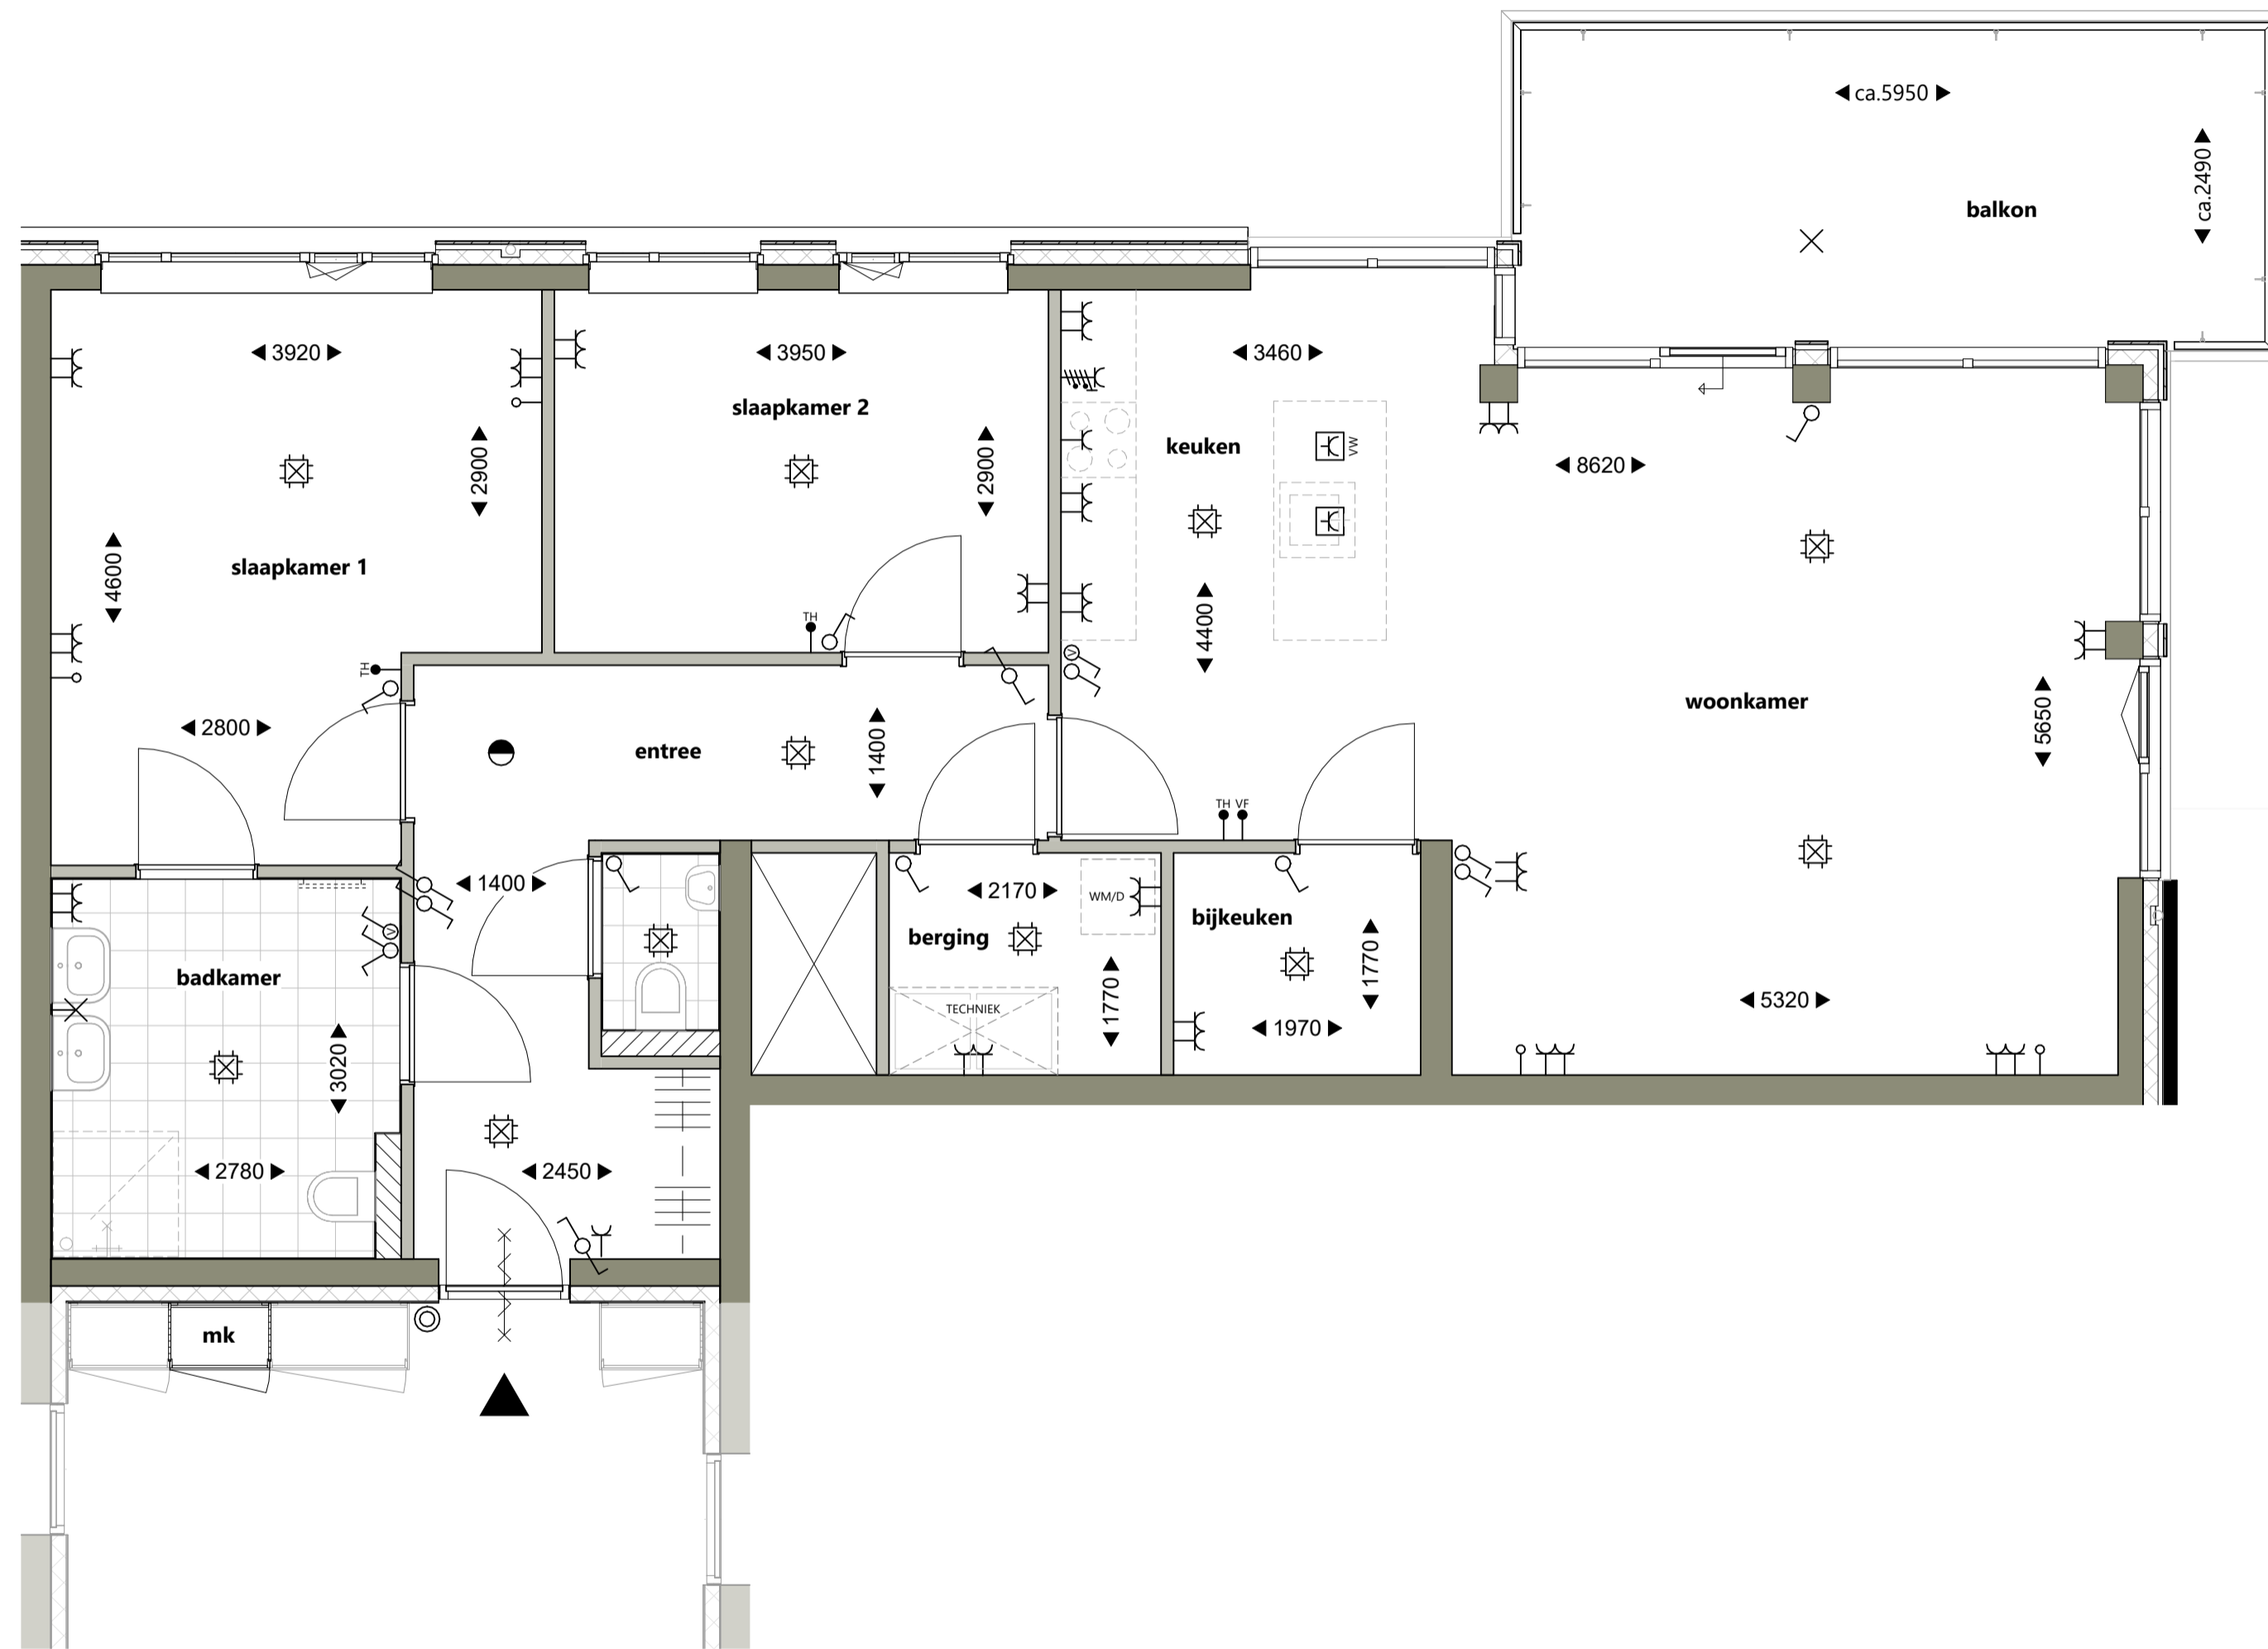 ca.5950
ca.2490
balkon
3920
3950
3460
slaapkamer 2
2900
2900
keuken
VW
8620
4600
slaapkamer 1
4400
TH
TH
2800
entree
1400
woonkamer
5650
TH VF
V
1400
2170
WM/D
bijkeuken
berging
1770
1770
V
badkamer
TECHNIEK
1970
5320
3020
2780
2450
mk